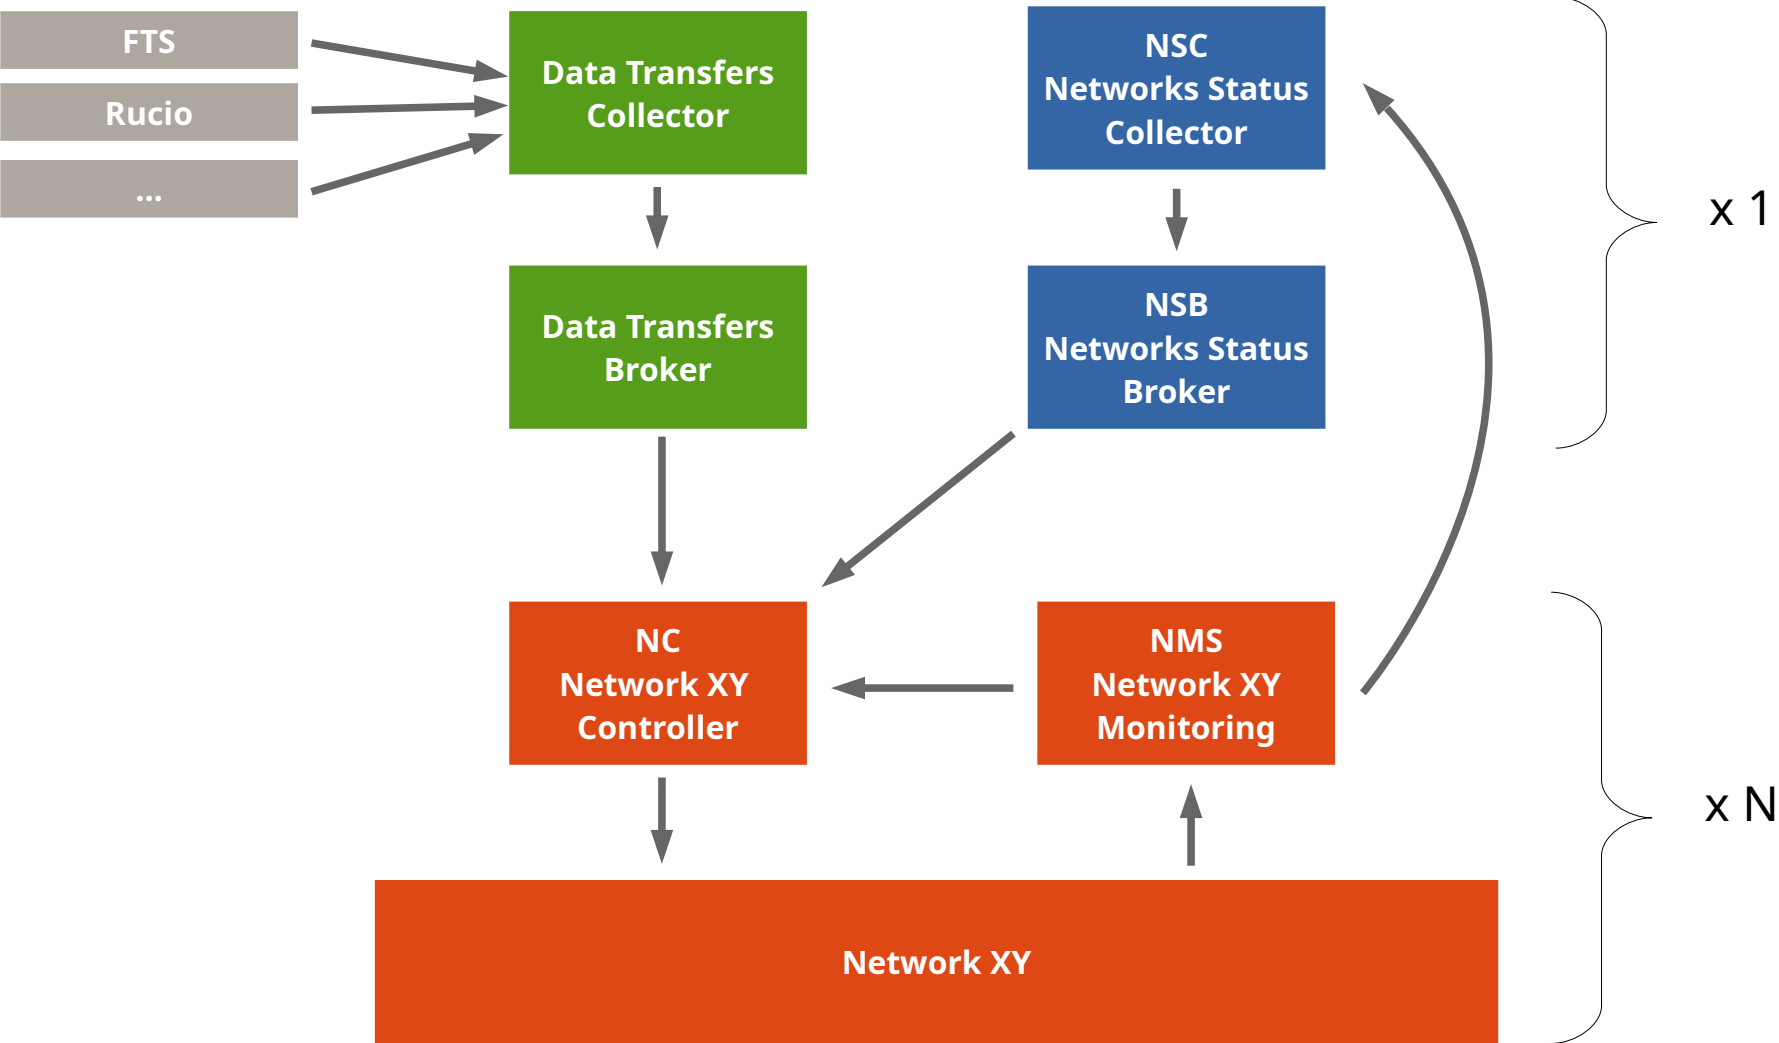 FTS
Rucio
...
Data Transfers
Collector
NSC
Networks Status
Collector
x 1
Data Transfers
Broker
NSB
Networks Status
Broker
NC
Network XY
Controller
NMS
Network XY
Monitoring
x N
Network XY